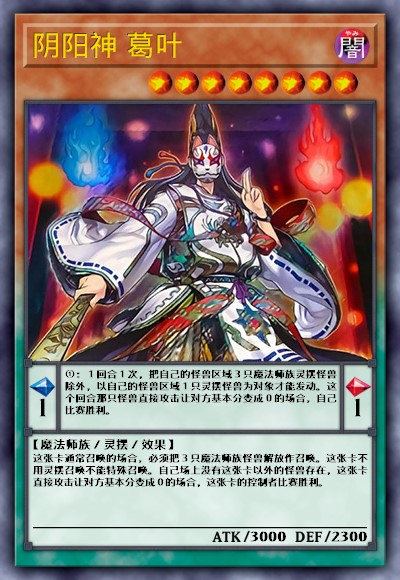 阴阳神 葛叶
やみ
闇
①：1回合1次，把自己的怪兽区域3只魔法师族灵摆怪兽
除外，以自己的怪兽区域1只灵摆怪兽为对象才能发动。这
个回合那只怪兽直接攻击让对方基本分变成0的场合，自己
比赛胜利。
1
1
【魔法师族／灵摆／效果】
这张卡通常召唤的场合，必须把3只魔法师族怪兽解放作召唤。这张卡不
用灵摆召唤不能特殊召唤。自己场上没有这张卡以外的怪兽存在，这张卡
直接攻击让对方基本分变成0的场合，这张卡的控制者比赛胜利。
ATK/3000 DEF/2300